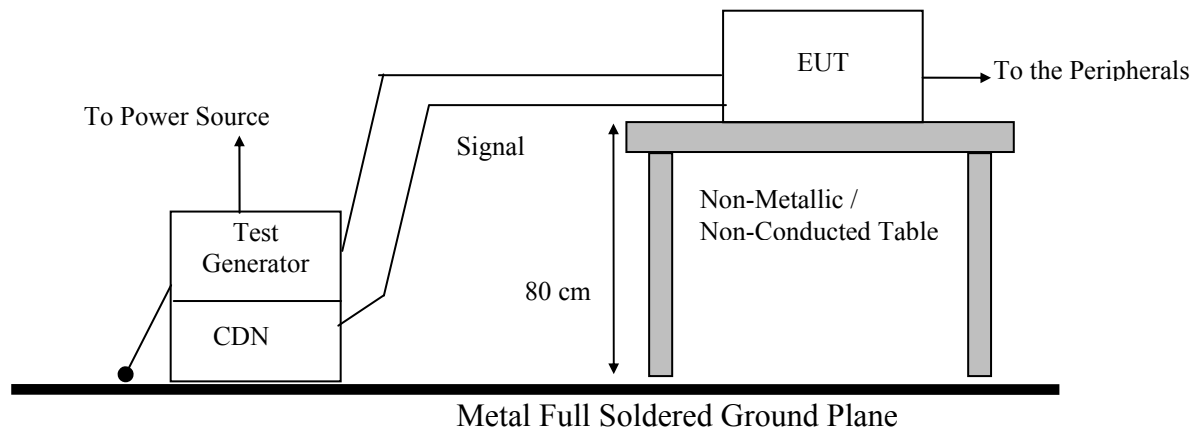 EUT
To the Peripherals
To Power Source
Signal
Non-Metallic /
Non-Conducted Table
Test
Generator
80 cm
CDN
Metal Full Soldered Ground Plane